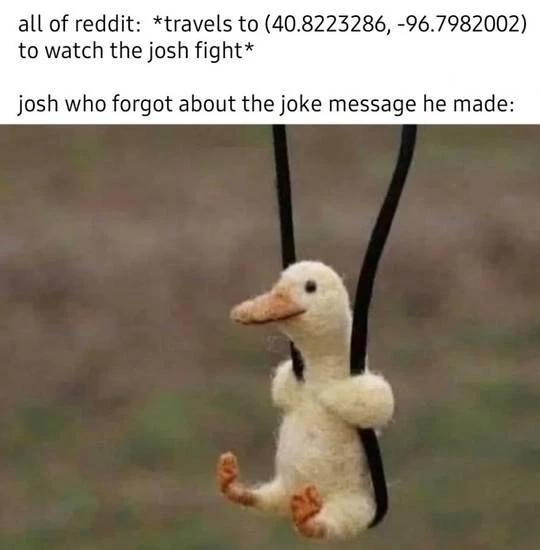 all of reddit:  *travels to (40.8223286, -96.7982002)
to watch the josh fight*
josh who forgot about the joke message he made: